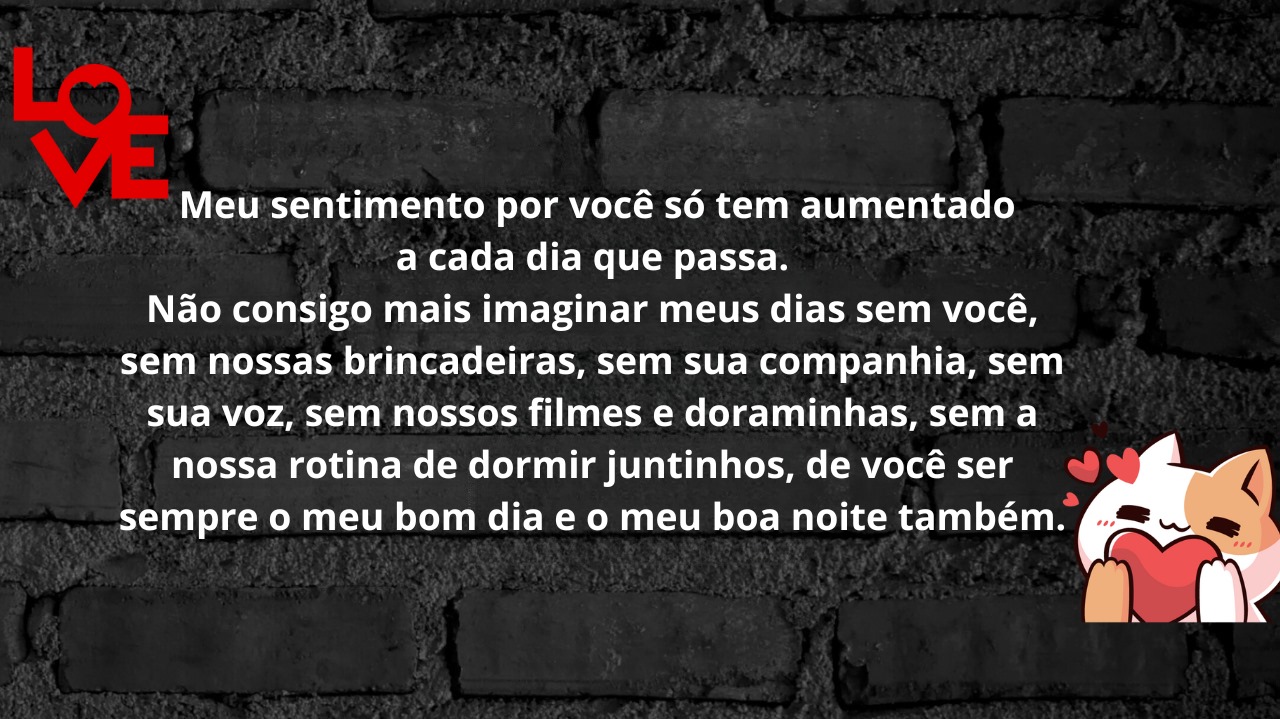 LOVE
Meu sentimento por você só tem aumentado
a cada dia que passa.
Não consigo mais imaginar meus dias sem você,
sem nossas brincadeiras, sem sua companhia, sem
sua voz, sem nossos filmes e doraminhas, sem a
nossa rotina de dormir juntinhos, de você ser
sempre o meu bom dia e o meu boa noite também.